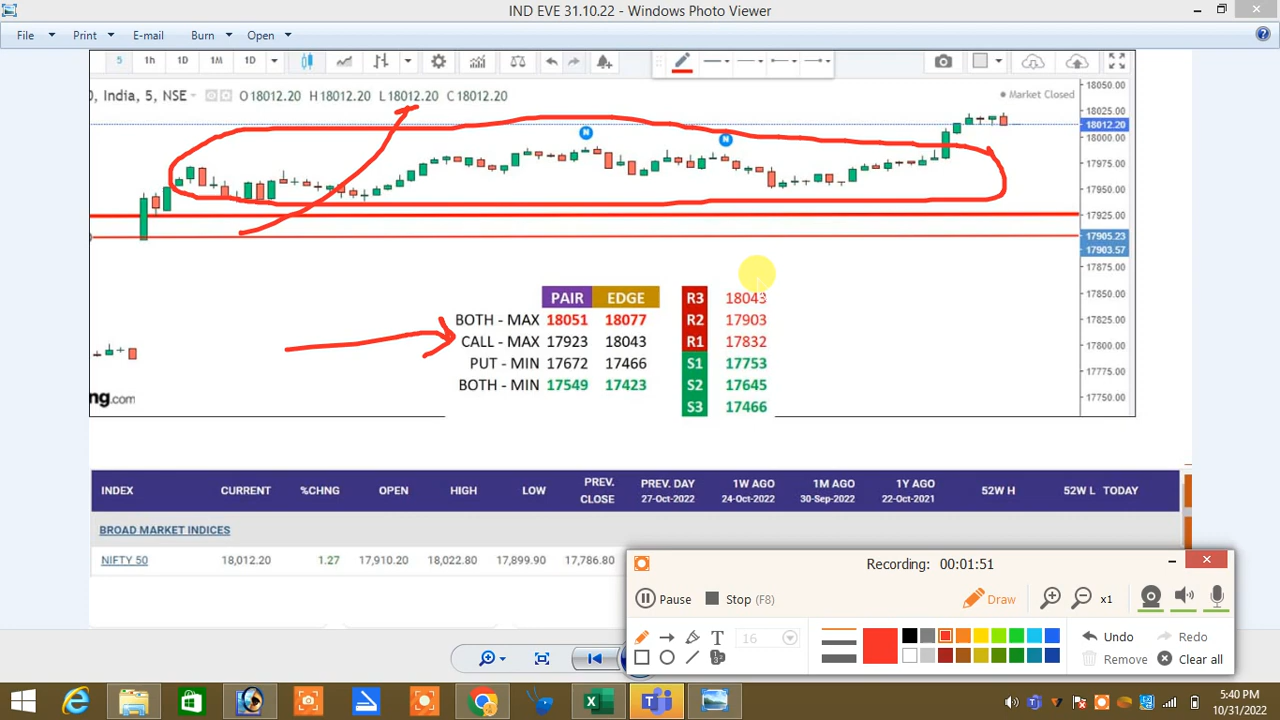 IND EVE 31.10.22 - Windows Photo Viewer
File Print E-mail Burn Open
5 1h 1D 1M 1D
, India, 5, NSE O18012.20 H18012.20 L18012.20 C18012.20
Market Closed
18050.00
18025.00
18012.20
18000.00
17975.00
17950.00
17925.00
17905.23
17903.57
17875.00
17850.00
17825.00
17800.00
17775.00
17750.00
N N
PAIR EDGE
BOTH - MAX 18051 18077
CALL - MAX 17923 18043
PUT - MIN 17672 17466
BOTH - MIN 17549 17423
R3 18043
R2 17903
R1 17832
S1 17753
S2 17645
S3 17466
ng.com
INDEX CURRENT %CHNG OPEN HIGH LOW PREV. CLOSE PREV. DAY 27-Oct-2022 1W AGO 24-Oct-2022 1M AGO 30-Sep-2022 1Y AGO 22-Oct-2021 52W H 52W L TODAY
BROAD MARKET INDICES
NIFTY 50 18,012.20 1.27 17,910.20 18,022.80 17,899.90 17,786.80
Recording: 00:01:51
Pause Stop (F8) Draw x1
T 16 Undo Redo
Remove Clear all
5:40 PM
10/31/2022